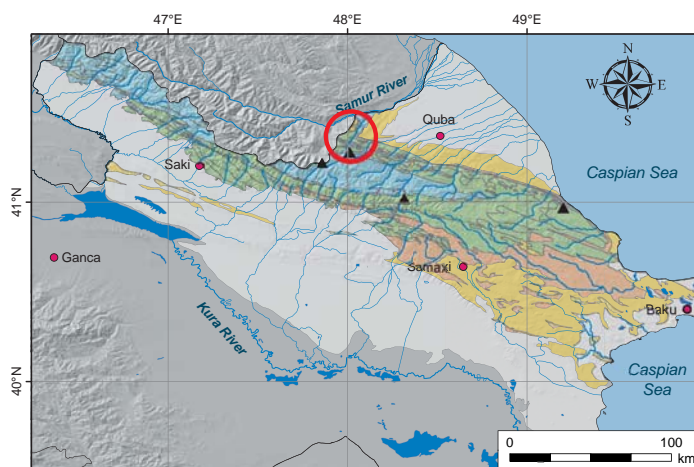 47°E
48°E
49°E
Samur River
N
W
E
S
Quba
Caspian Sea
Saki
41°N
Ganca
Samaxi
Baku
Kura River
Caspian
Sea
40°N
0
100
km